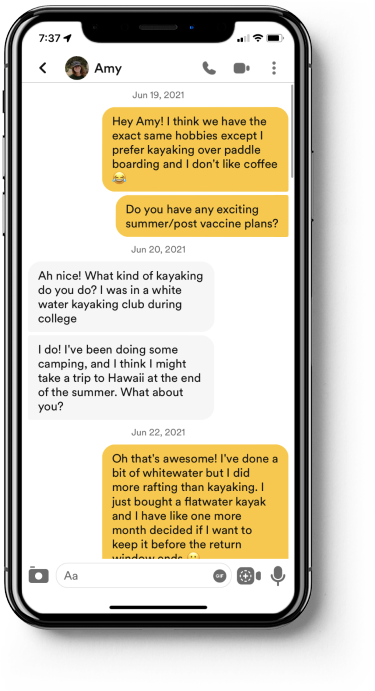 7:37
Amy
Jun 19, 2021
Hey Amy! I think we have the
exact same hobbies except I
prefer kayaking over paddle
boarding and I don't like coffee
😂
Do you have any exciting
summer/post vaccine plans?
Jun 20, 2021
Ah nice! What kind of kayaking
do you do? I was in a white
water kayaking club during
college
I do! I've been doing some
camping, and I think I might
take a trip to Hawaii at the end
of the summer. What about
you?
Jun 22, 2021
Oh that's awesome! I've done a
bit of whitewater but I did
more rafting than kayaking. I
just bought a flatwater kayak
and I have like one more
month decided if I want to
keep it before the return
window ends
Aa
GIF